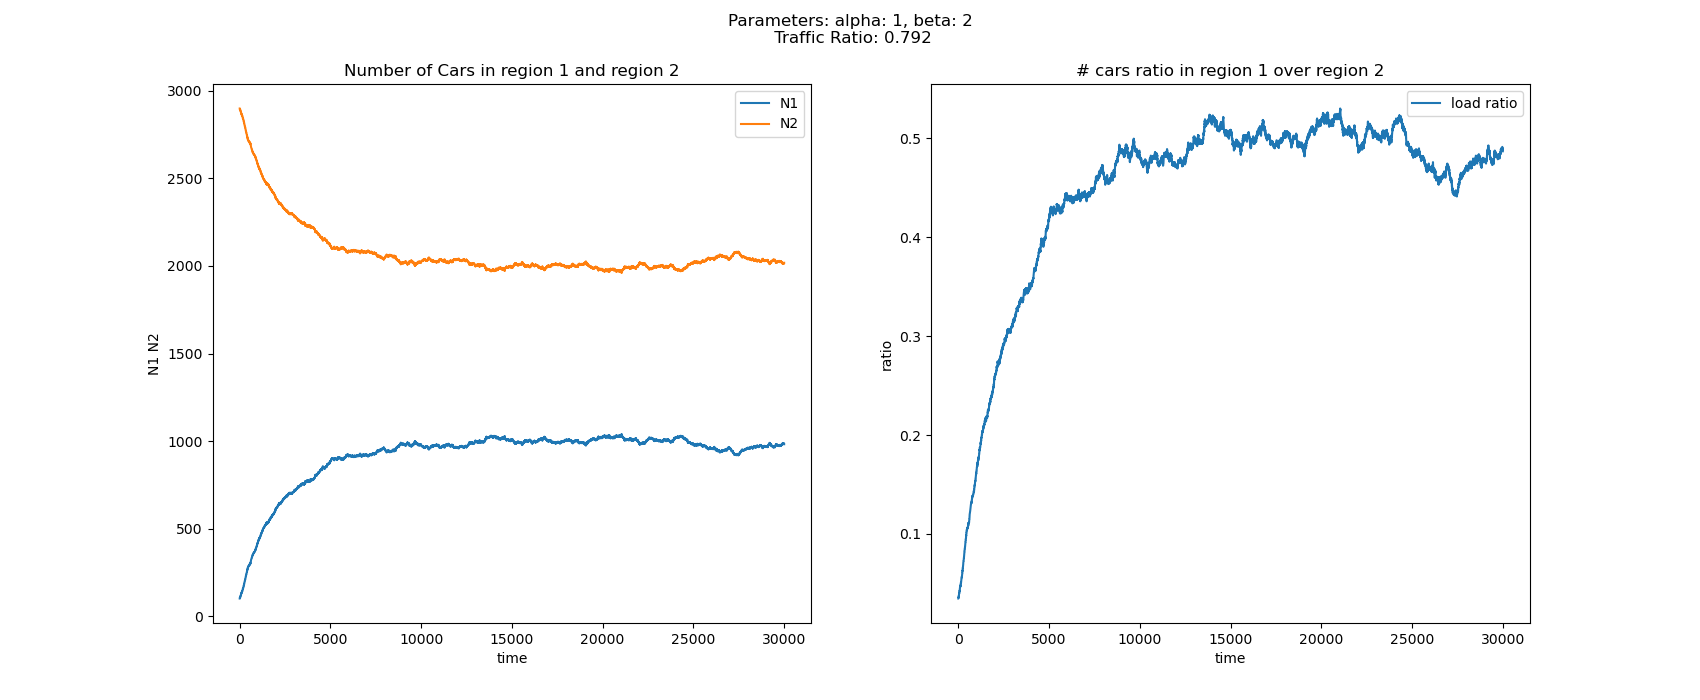 Parameters: alpha: 1, beta: 2
Traffic Ratio: 0.792
Number of Cars in region 1 and region 2
N1
N2
N1 N2
3000
2500
2000
1500
1000
500
0
0 5000 10000 15000 20000 25000 30000
time
# cars ratio in region 1 over region 2
load ratio
ratio
0.5
0.4
0.3
0.2
0.1
0 5000 10000 15000 20000 25000 30000
time